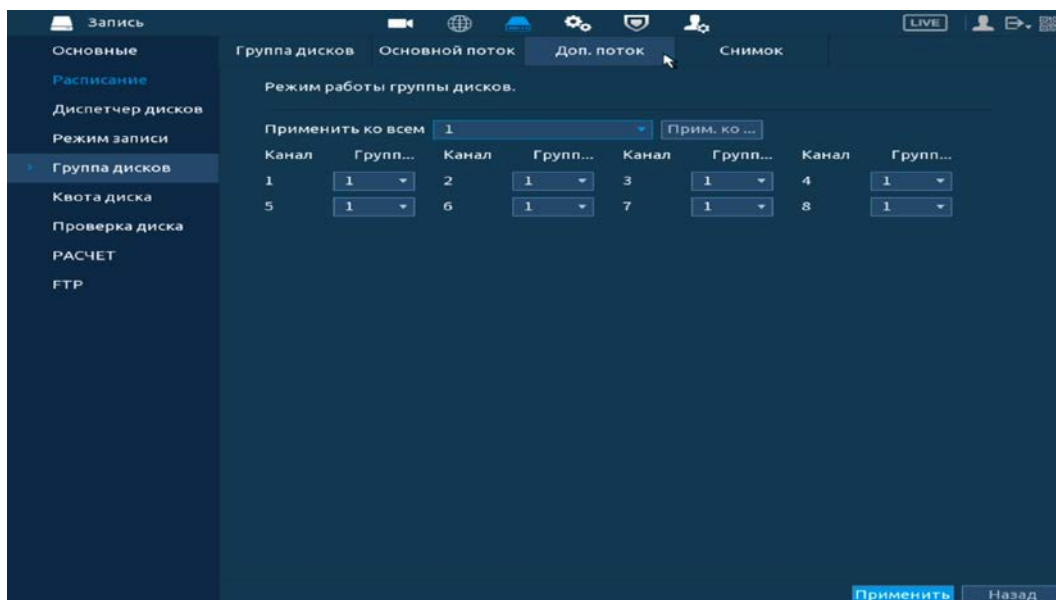 Запись LIVE
Основные
Расписание
Диспетчер дисков
Режим записи
Группа дисков
Квота диска
Проверка диска
РАСЧЕТ
FTP
Группа дисков Основной поток Доп. поток Снимок
Режим работы группы дисков.
Применить ко всем 1 Прим. ко ...
Канал Групп... Канал Групп... Канал Групп... Канал Групп...
1 1 2 1 3 1 4 1
5 1 6 1 7 1 8 1
Применить Назад